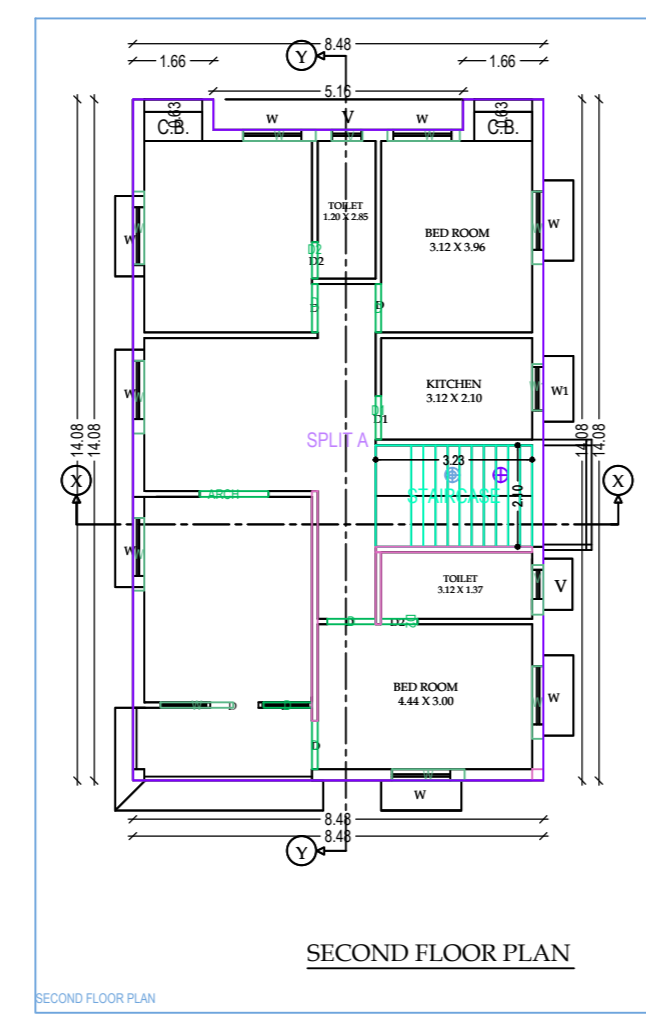 8.48
Y
1.66
1.66
5.16
0.63
0.63
C.B.
C.B.
W
V
W
W
W
TOILET
1.20 X 2.85
BED ROOM
3.12 X 3.96
W
W
W
W
D2
D2
D
D
W
W
KITCHEN
3.12 X 2.10
W
W1
D1
D1
14.08
14.08
SPLIT A
14.08
14.08
3.23
X
X
ARCH
STAIRCASE
2.10
W
W
TOILET
3.12 X 1.37
V
V
D
D2
D2
BED ROOM
4.44 X 3.00
W
W
W
D
D
D
W
W
8.48
8.48
Y
SECOND FLOOR PLAN
SECOND FLOOR PLAN